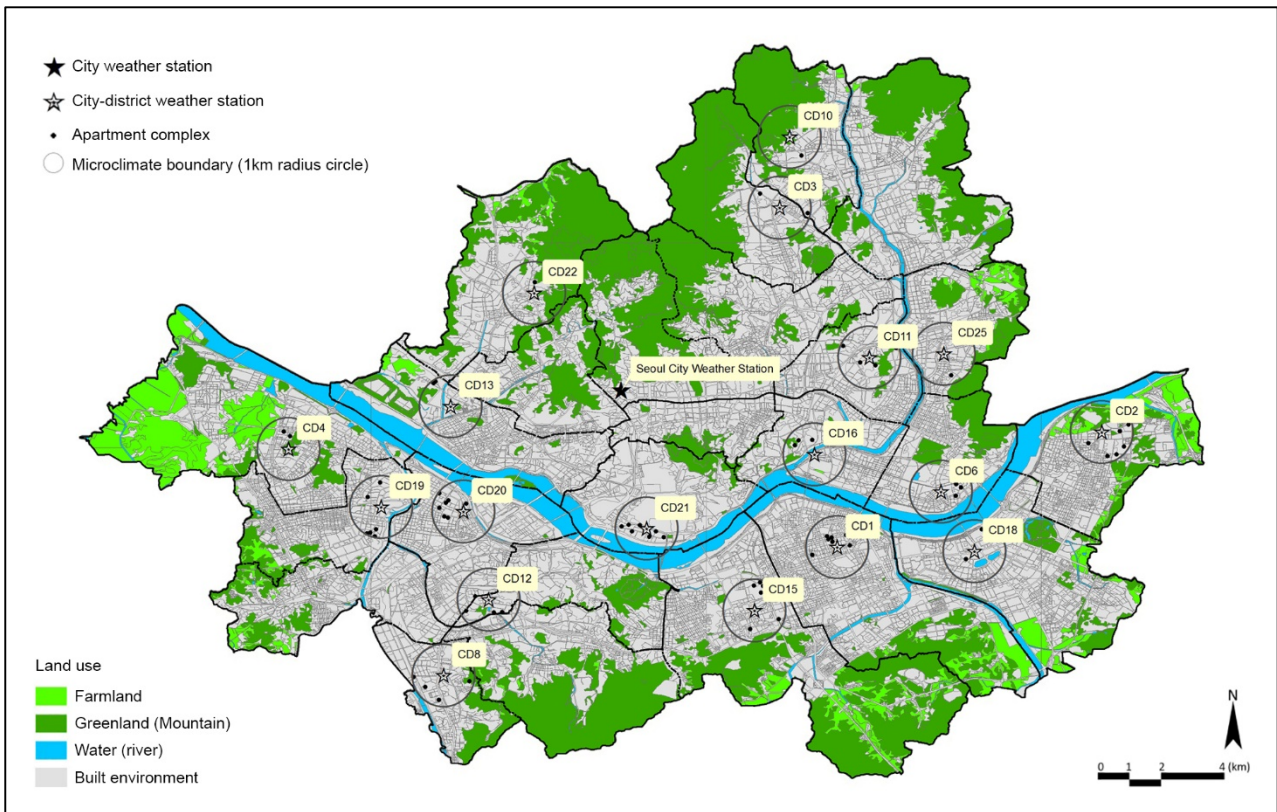 City weather station
City-district weather station
Apartment complex
Microclimate boundary (1km radius circle)
CD10
CD3
CD22
CD11
CD25
Seoul City Weather Station
CD13
CD2
CD4
CD16
CD6
CD19
CD20
CD21
CD1
CD18
CD12
CD15
CD8
Land use
Farmland
Greenland (Mountain)
Water (river)
Built environment
N
0 1 2 4 (km)